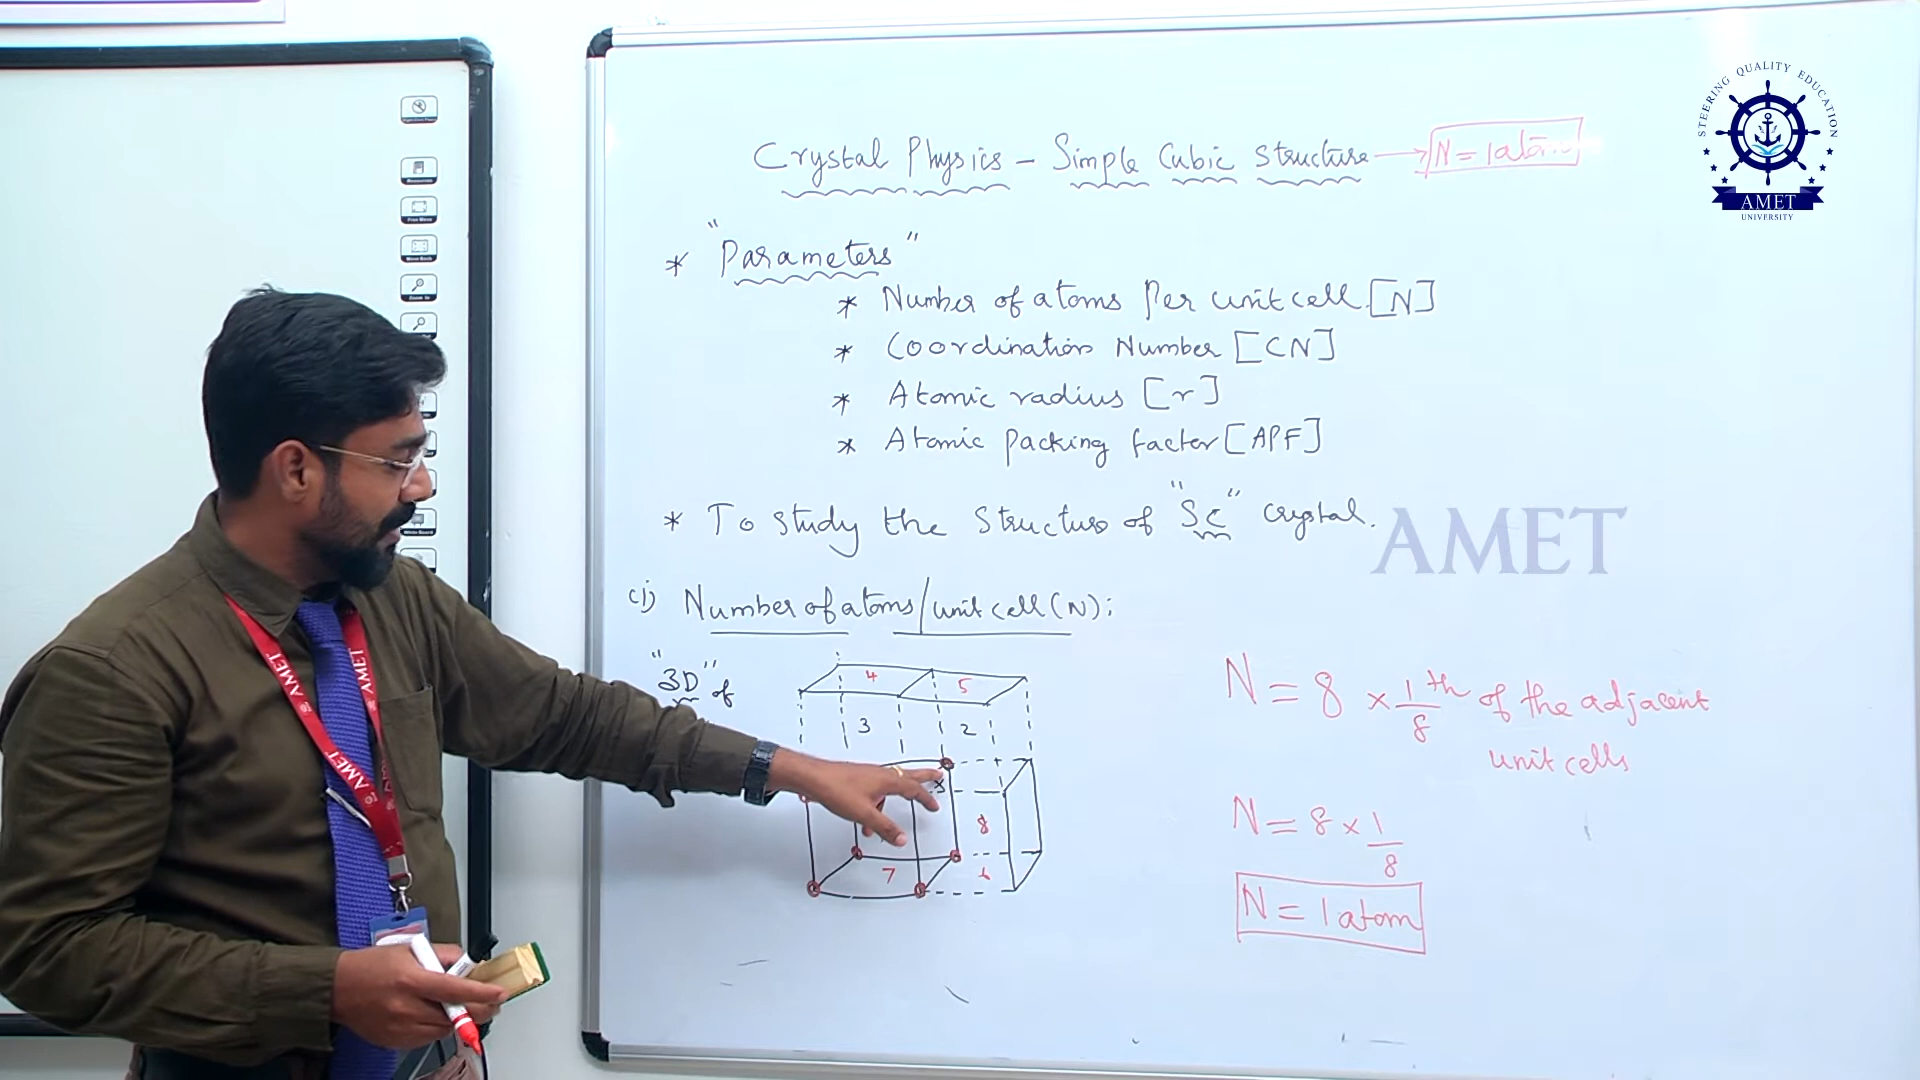 STEERING QUALITY EDUCATION
AMET
UNIVERSITY
Crystal Physics - Simple Cubic Structure → N = 1 atom
* "Parameters"
* Number of atoms Per unit cell [N]
* Coordination Number [CN]
* Atomic radius [r]
* Atomic packing factor [APF]
* To study the Structure of "SC" crystal.
AMET
(i) Number of atoms/unit cell (N):
"3D" of
4 5
3 2
x
8
7 6
N = 8 × 1/8 th of the adjacent
unit cells
N = 8 × 1/8
N = 1 atom
AMET
AMET
AMET